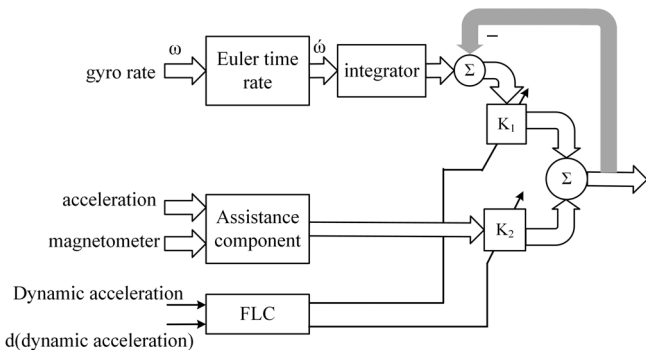 ω
gyro rate
Euler time
rate
ώ
integrator
Σ
−
K₁
Σ
acceleration
magnetometer
Assistance
component
K₂
Dynamic acceleration
d(dynamic acceleration)
FLC